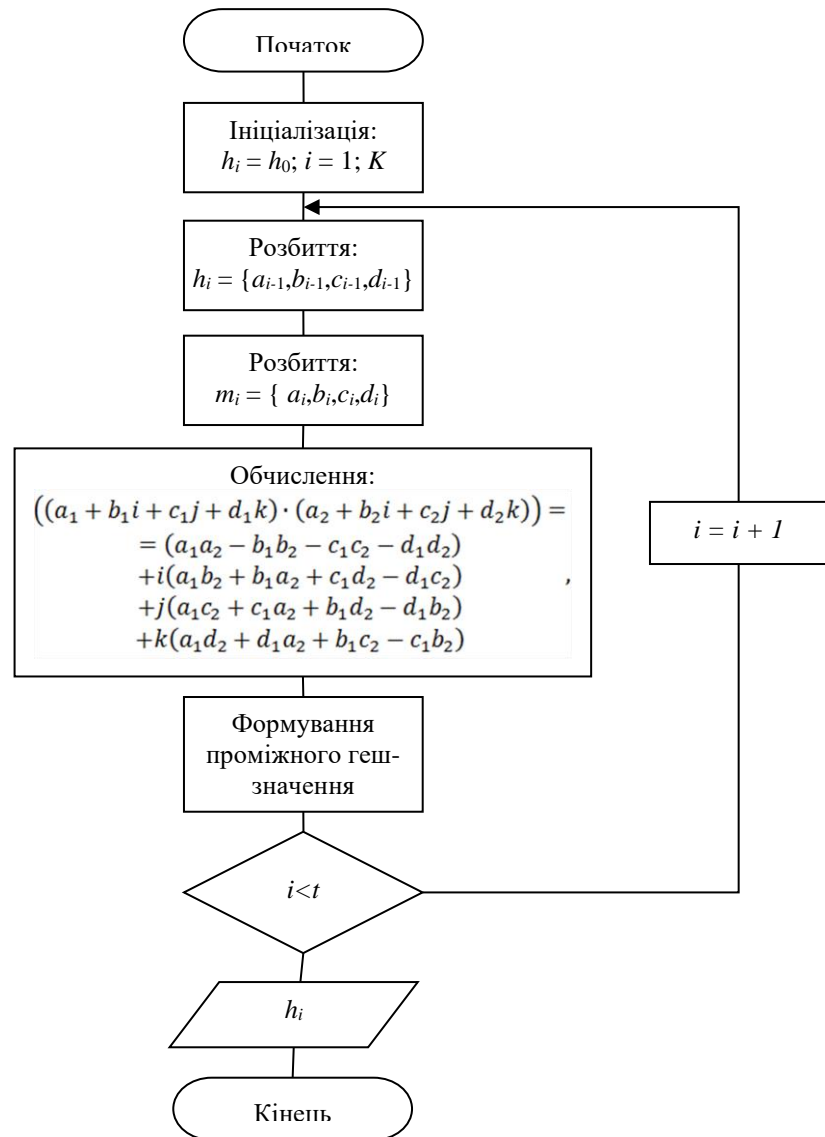 Початок
Ініціалізація:
hᵢ = h₀; i = 1; K
Розбиття:
hᵢ = {aᵢ₋₁,bᵢ₋₁,cᵢ₋₁,dᵢ₋₁}
Розбиття:
mᵢ = { aᵢ,bᵢ,cᵢ,dᵢ}
Обчислення:
((a₁ + b₁i + c₁j + d₁k) · (a₂ + b₂i + c₂j + d₂k)) =
= (a₁a₂ − b₁b₂ − c₁c₂ − d₁d₂)
+i(a₁b₂ + b₁a₂ + c₁d₂ − d₁c₂) ,
+j(a₁c₂ + c₁a₂ + b₁d₂ − d₁b₂)
+k(a₁d₂ + d₁a₂ + b₁c₂ − c₁b₂)
i = i + 1
Формування
проміжного геш-
значення
i<t
hᵢ
Кінець